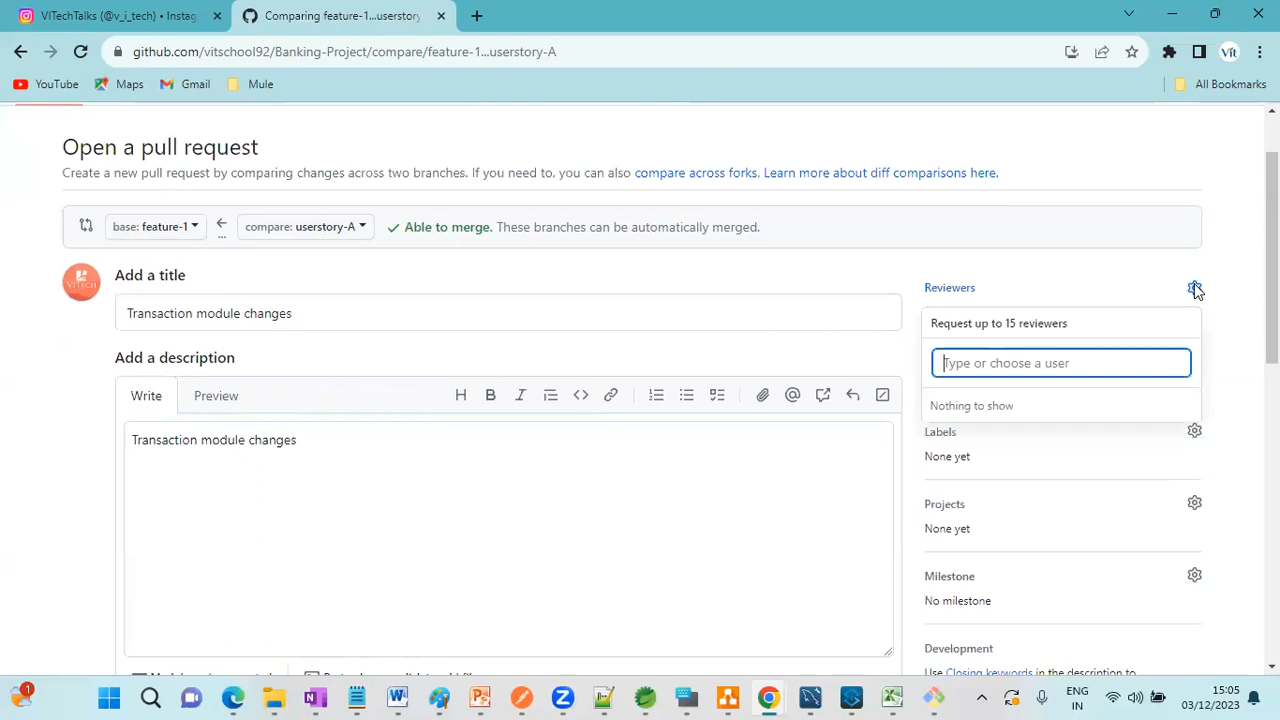 VITechTalks (@v_i_tech) • Instag
Comparing feature-1...userstory-A
github.com/vitschool92/Banking-Project/compare/feature-1...userstory-A
Vit
YouTube
Maps
Gmail
Mule
All Bookmarks
Open a pull request
Create a new pull request by comparing changes across two branches. If you need to, you can also compare across forks. Learn more about diff comparisons here.
base: feature-1
...
compare: userstory-A
Able to merge. These branches can be automatically merged.
VITECH
Add a title
Transaction module changes
Add a description
Write
Preview
H B I
Transaction module changes
Reviewers
Request up to 15 reviewers
Type or choose a user
Nothing to show
Labels
None yet
Projects
None yet
Milestone
No milestone
Development
Use Closing keywords in the description to
1
ENG
IN
15:05
03/12/2023